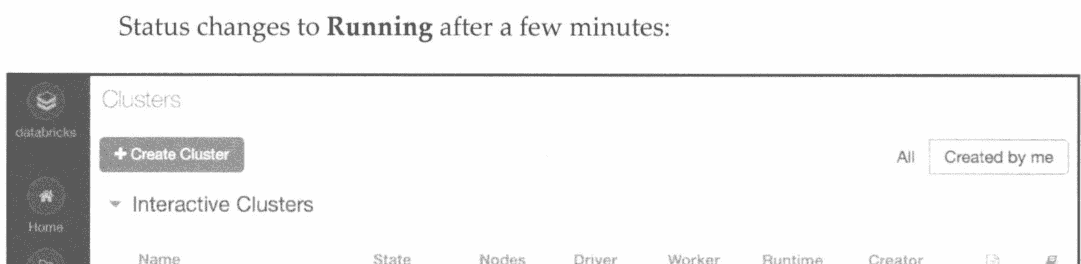 Status changes to Running after a few minutes:
databricks
Clusters
+ Create Cluster
All Created by me
Home
Interactive Clusters
Name State Nodes Driver Worker Runtime Creator